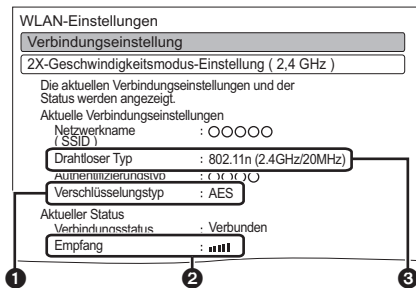 WLAN-Einstellungen
Verbindungseinstellung
2X-Geschwindigkeitsmodus-Einstellung ( 2,4 GHz )
Die aktuellen Verbindungseinstellungen und der
Status werden angezeigt.
Aktuelle Verbindungseinstellungen
Netzwerkname
( SSID )
: ○○○○○
Drahtloser Typ : 802.11n (2.4GHz/20MHz)
Authentifizierungstyp : ○○○○
Verschlüsselungstyp : AES
Aktueller Status
Verbindungsstatus : Verbunden
Empfang :
1 2 3